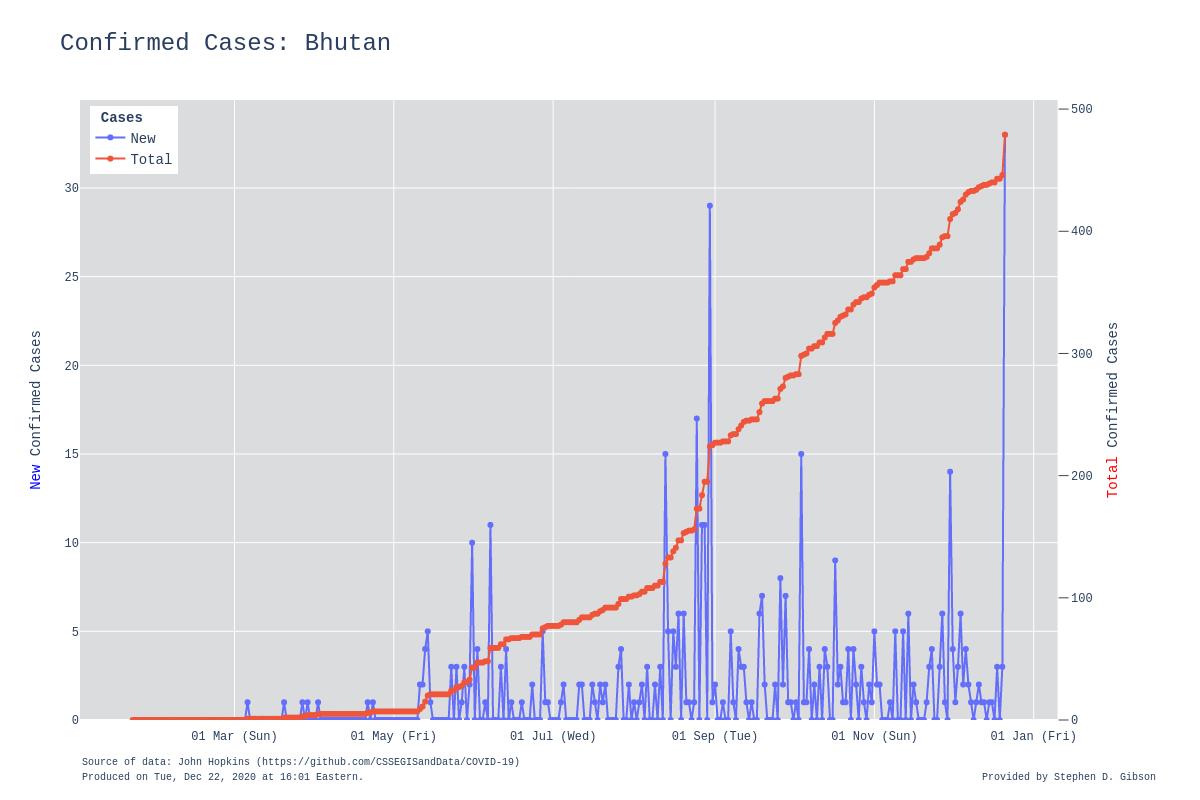 Confirmed Cases: Bhutan
Cases
New
Total
500
400
300
200
100
0
30
25
20
15
10
5
0
New Confirmed Cases
Total Confirmed Cases
01 Mar (Sun)
01 May (Fri)
01 Jul (Wed)
01 Sep (Tue)
01 Nov (Sun)
01 Jan (Fri)
Source of data: John Hopkins (https://github.com/CSSEGISandData/COVID-19)
Produced on Tue, Dec 22, 2020 at 16:01 Eastern.
Provided by Stephen D. Gibson